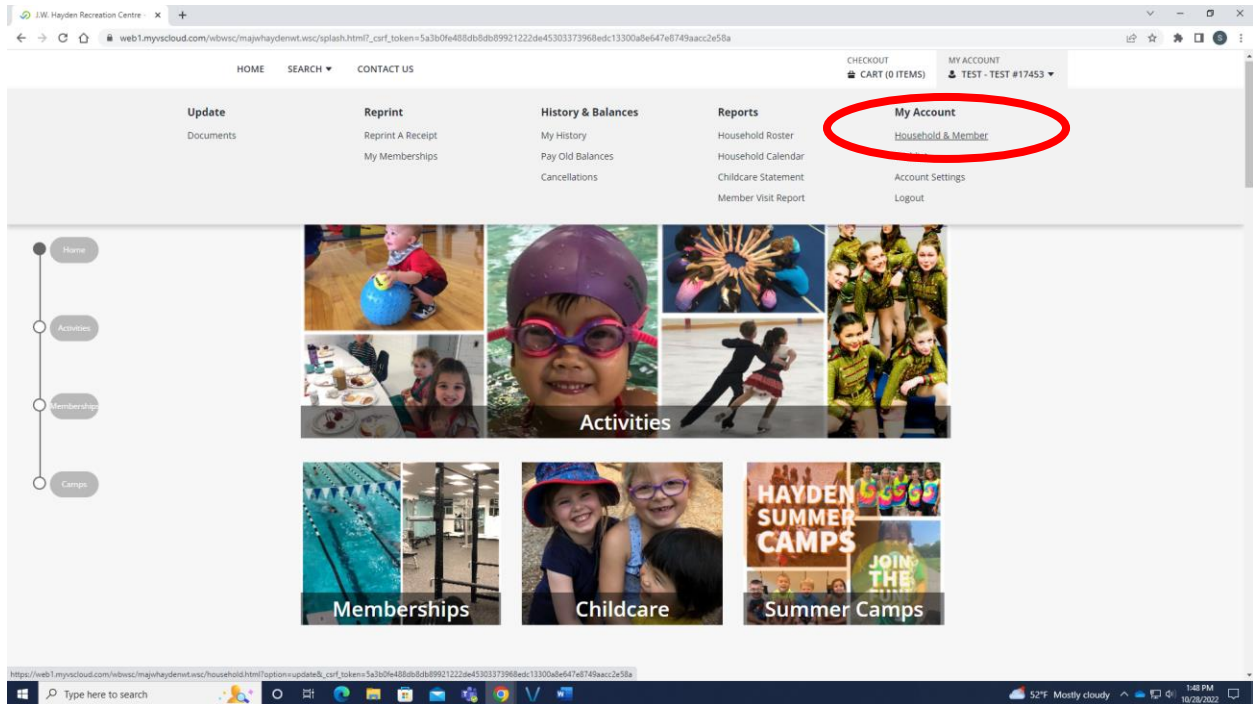 J.W. Hayden Recreation Centre -
web1.myvscloud.com/wbwsc/majwhaydenwt.wsc/splash.html?_csrf_token=5a3b0fe488db8db89921222de45303373968edc13300a8e647e8749aacc2e58a
S
HOME SEARCH ▼ CONTACT US
CHECKOUT
CART (0 ITEMS)
MY ACCOUNT
TEST - TEST #17453 ▼
Update
Documents
Reprint
Reprint A Receipt
My Memberships
History & Balances
My History
Pay Old Balances
Cancellations
Reports
Household Roster
Household Calendar
Childcare Statement
Member Visit Report
My Account
Household & Member
Account Settings
Logout
Home
Activities
Memberships
Camps
Activities
Memberships
Childcare
HAYDEN
SUMMER
CAMPS
JOIN
THE
FUN!
Summer Camps
https://web1.myvscloud.com/wbwsc/majwhaydenwt.wsc/household.html?option=update&_csrf_token=5a3b0fe488db8db89921222de45303373968edc13300a8e647e8749aacc2e58a
Type here to search
52°F Mostly cloudy
1:48 PM
10/28/2022